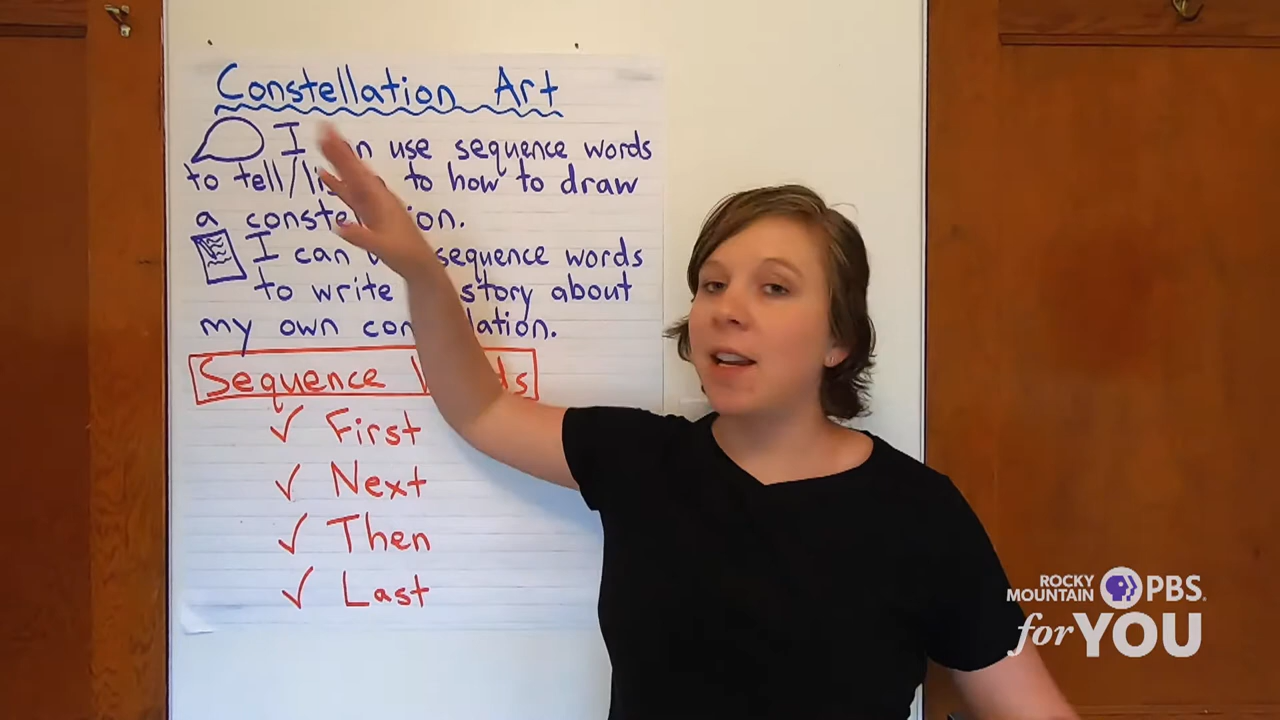 Constellation Art
I can use sequence words
to tell/listen to how to draw
a constellation.
I can sequence words
to write story about
my own constellation.
Sequence Words
✓ First
✓ Next
✓ Then
✓ Last
ROCKY
MOUNTAIN PBS.
for YOU